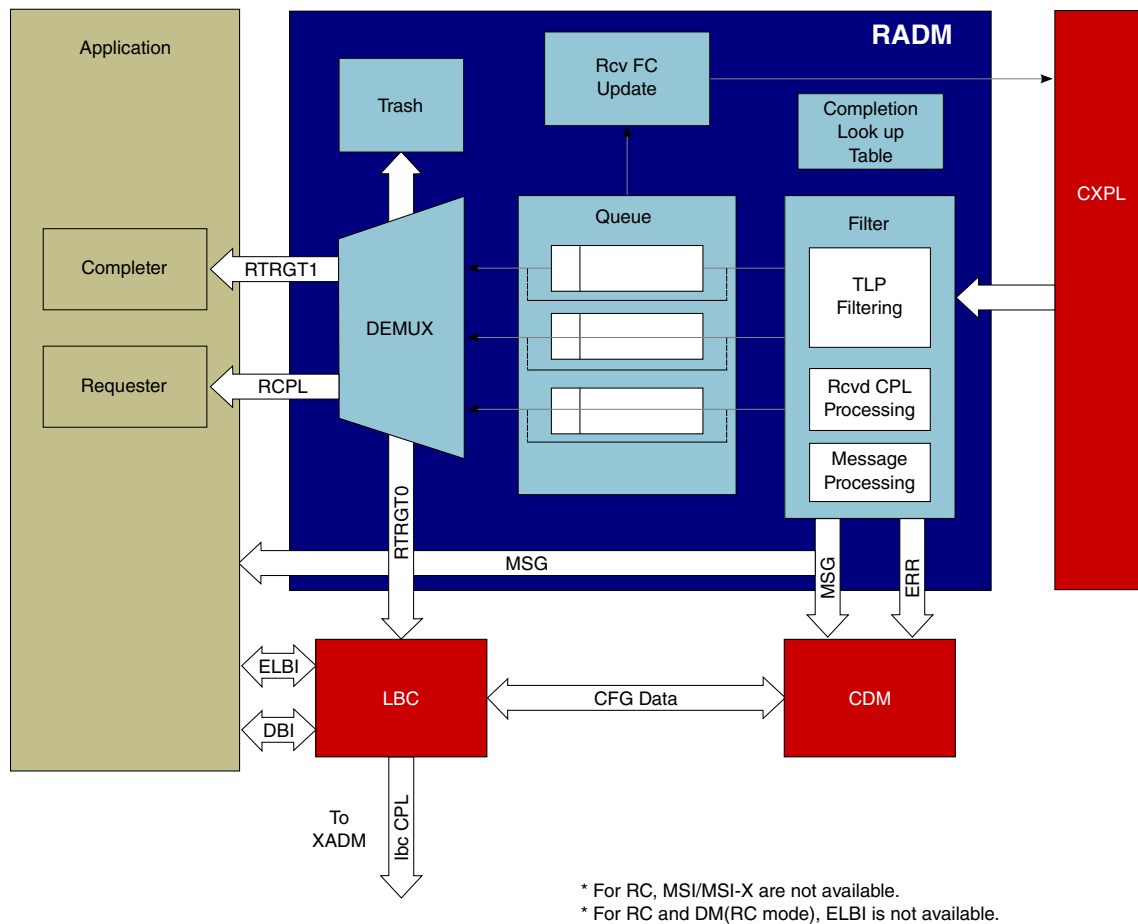 RADM
Application
Trash
Rcv FC
Update
Completion
Look up
Table
CXPL
Queue
Filter
Completer
RTRGT1
TLP
Filtering
DEMUX
Requester
RCPL
Rcvd CPL
Processing
Message
Processing
RTRGT0
MSG
MSG
ERR
ELBI
LBC
CFG Data
CDM
DBI
To
XADM
lbc CPL
* For RC, MSI/MSI-X are not available.
* For RC and DM(RC mode), ELBI is not available.